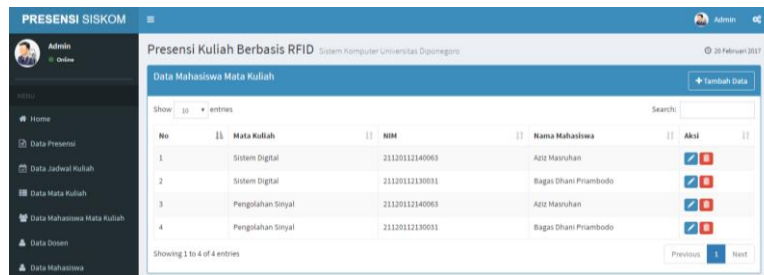 PRESENSI SISKOM
Admin
Admin
Online
MENU
Home
Data Presensi
Data Jadwal Kuliah
Data Mata Kuliah
Data Mahasiswa Mata Kuliah
Data Dosen
Data Mahasiswa
Presensi Kuliah Berbasis RFID Sistem Komputer Universitas Diponegoro
20 Februari 2017
Data Mahasiswa Mata Kuliah
+ Tambah Data
Show 10 entries
Search:
No Mata Kuliah NIM Nama Mahasiswa Aksi
1 Sistem Digital 21120112140063 Aziz Masruhan
2 Sistem Digital 21120112130031 Bagas Dhani Priambodo
3 Pengolahan Sinyal 21120112140063 Aziz Masruhan
4 Pengolahan Sinyal 21120112130031 Bagas Dhani Priambodo
Showing 1 to 4 of 4 entries
Previous 1 Next